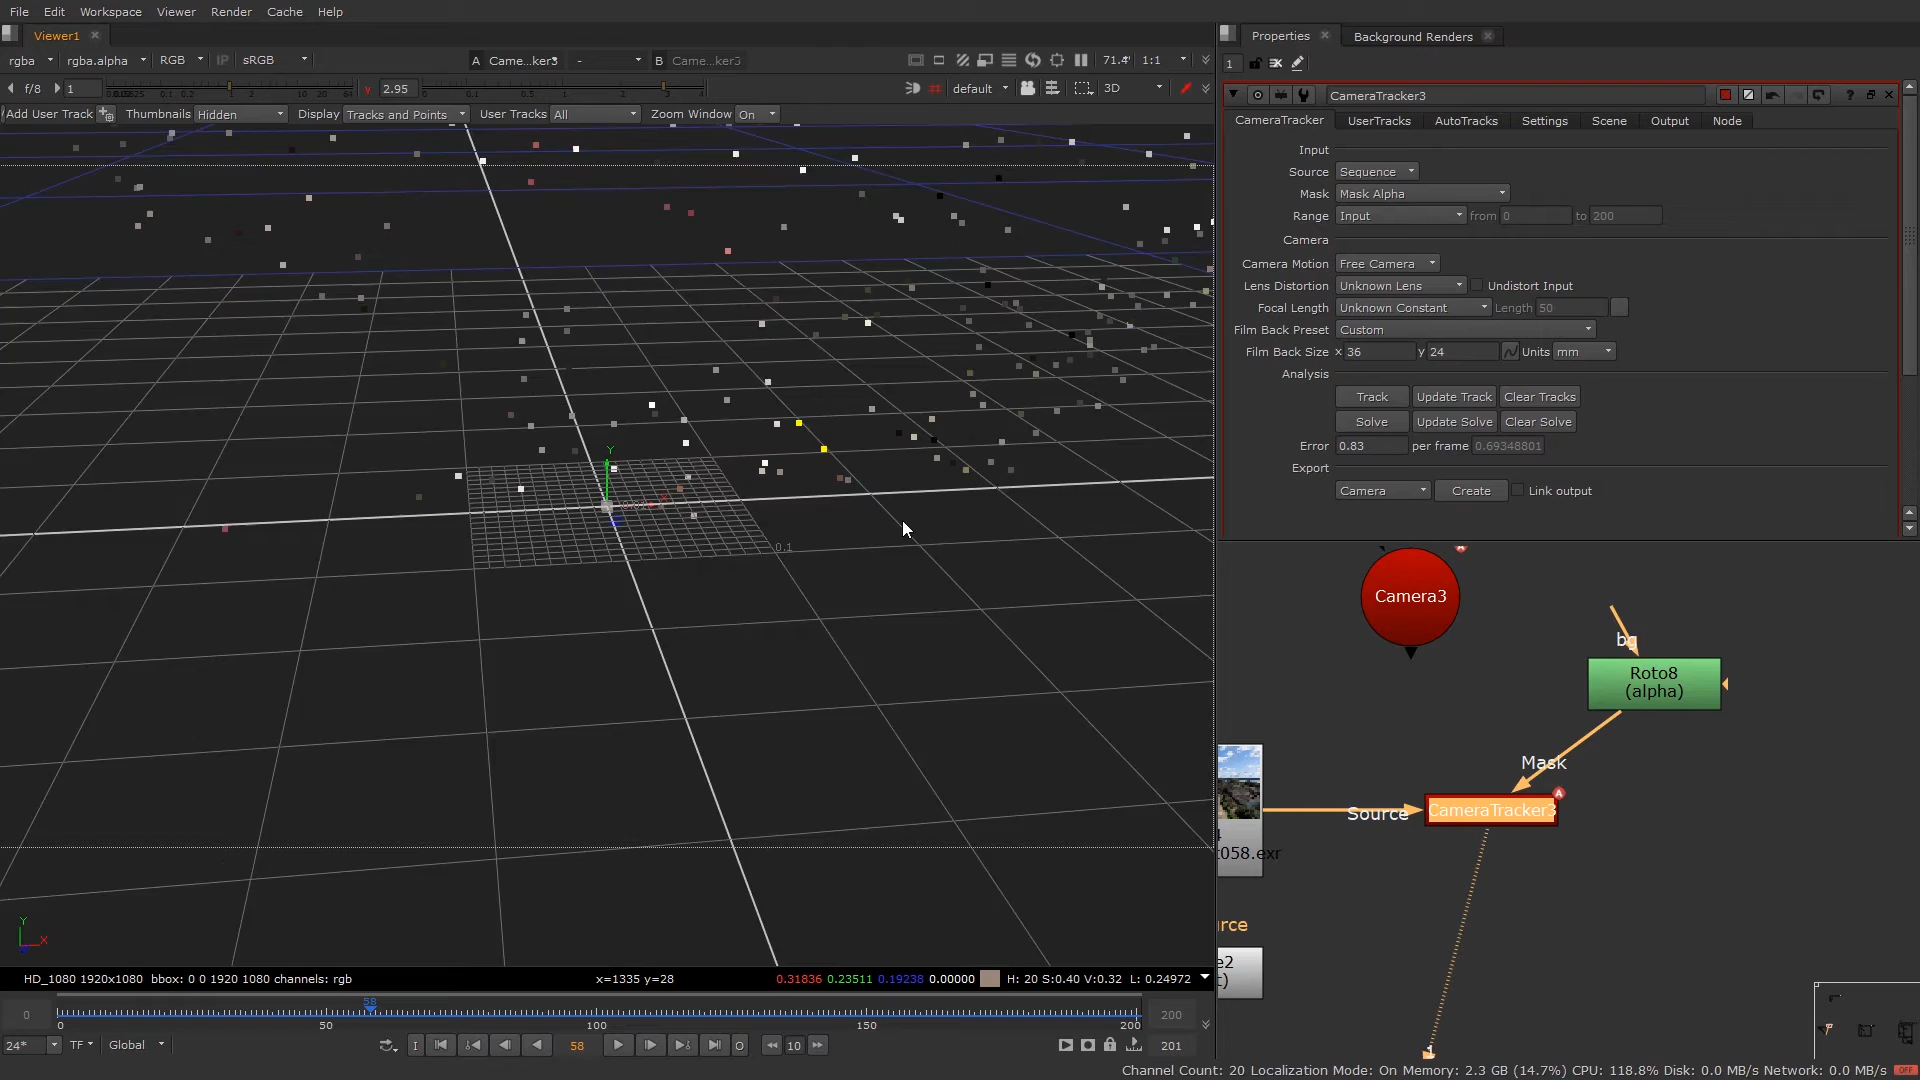 File Edit Workspace Viewer Render Cache Help
Viewer1
Properties
Background Renders
rgba rgba.alpha RGB IP sRGB
A Came...ker3 - B Came...ker3
1:1
1
f/8 1
Y 2.95
default
3D
CameraTracker3
Add User Track
Thumbnails Hidden
Display Tracks and Points
User Tracks All
Zoom Window On
CameraTracker UserTracks AutoTracks Settings Scene Output Node
Input
Source Sequence
Mask Mask Alpha
Range Input from 0 to 200
Camera
Camera Motion Free Camera
Lens Distortion Unknown Lens Undistort Input
Focal Length Unknown Constant Length 50
Film Back Preset Custom
Film Back Size x 36 y 24 Units mm
Analysis
Track Update Track Clear Tracks
Solve Update Solve Clear Solve
Error 0.83 per frame 0.69348801
Export
Camera Create Link output
Y
X
0.1
Camera3
bg
Roto8
(alpha)
Mask
A
Source
CameraTracker3
t058.exr
1
Y
X
HD_1080 1920x1080 bbox: 0 0 1920 1080 channels: rgb
x=1335 y=28
0.31836 0.23511 0.19238 0.00000
H: 20 S:0.40 V:0.32 L: 0.24972
0
58
0 50 100 150 200
200
24* TF Global
I
58
O
10
201
Channel Count: 20 Localization Mode: On Memory: 2.3 GB (14.7%) CPU: 118.8% Disk: 0.0 MB/s Network: 0.0 MB/s OFF